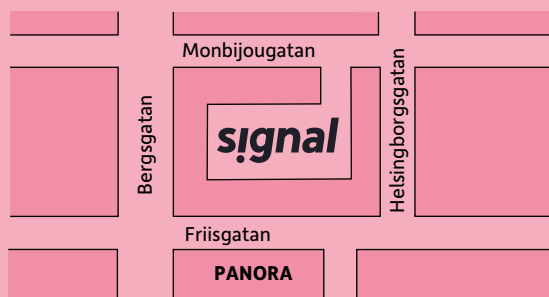 Monbijougatan
Bergsgatan
signal
Helsingborgsgatan
Friisgatan
PANORA